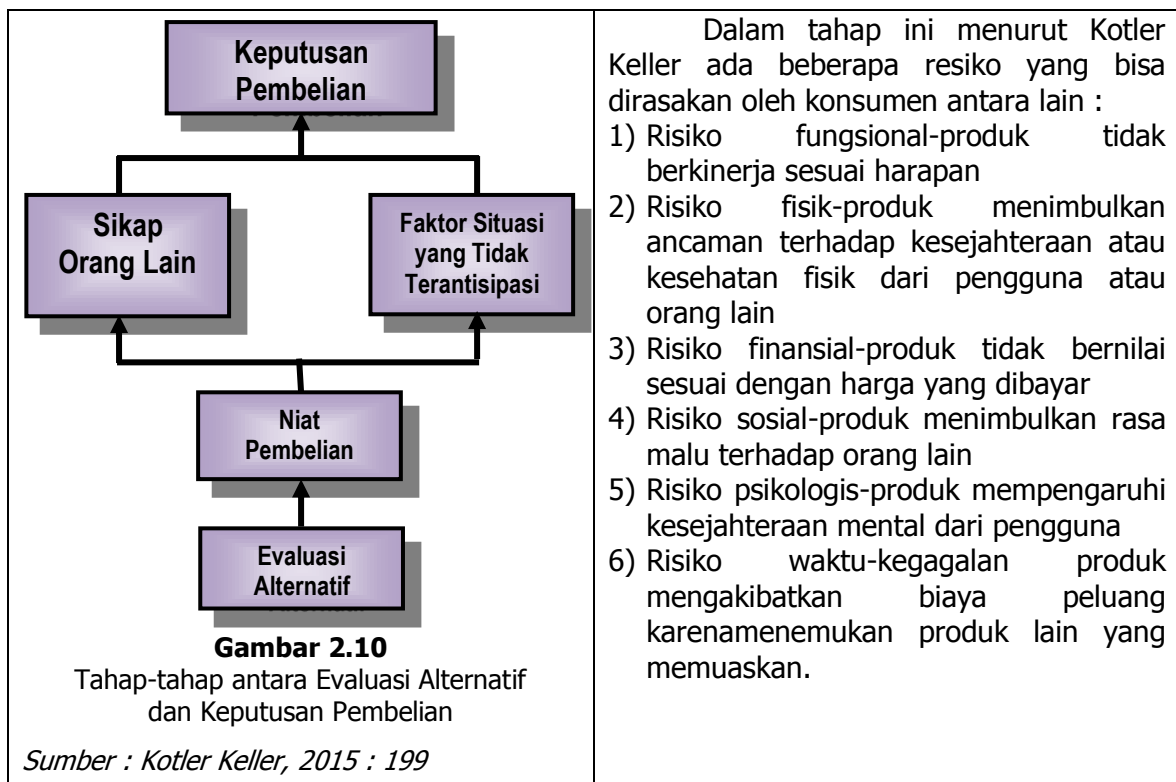 Keputusan
Pembelian
Sikap
Orang Lain
Faktor Situasi
yang Tidak
Terantisipasi
Niat
Pembelian
Evaluasi
Alternatif
Gambar 2.10
Tahap-tahap antara Evaluasi Alternatif
dan Keputusan Pembelian
Sumber : Kotler Keller, 2015 : 199
Dalam tahap ini menurut Kotler
Keller ada beberapa resiko yang bisa
dirasakan oleh konsumen antara lain :
1) Risiko fungsional-produk tidak
berkinerja sesuai harapan
2) Risiko fisik-produk menimbulkan
ancaman terhadap kesejahteraan atau
kesehatan fisik dari pengguna atau
orang lain
3) Risiko finansial-produk tidak bernilai
sesuai dengan harga yang dibayar
4) Risiko sosial-produk menimbulkan rasa
malu terhadap orang lain
5) Risiko psikologis-produk mempengaruhi
kesejahteraan mental dari pengguna
6) Risiko waktu-kegagalan produk
mengakibatkan biaya peluang
karenamenemukan produk lain yang
memuaskan.